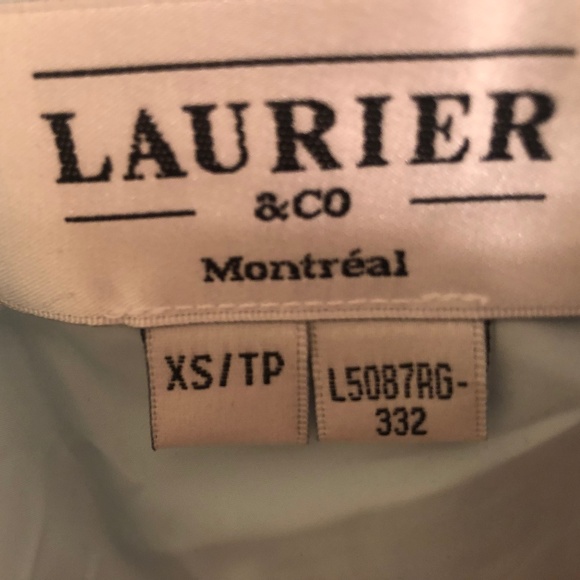 LAURIER
&CO
Montréal
XS/TP
L5087RG-
332